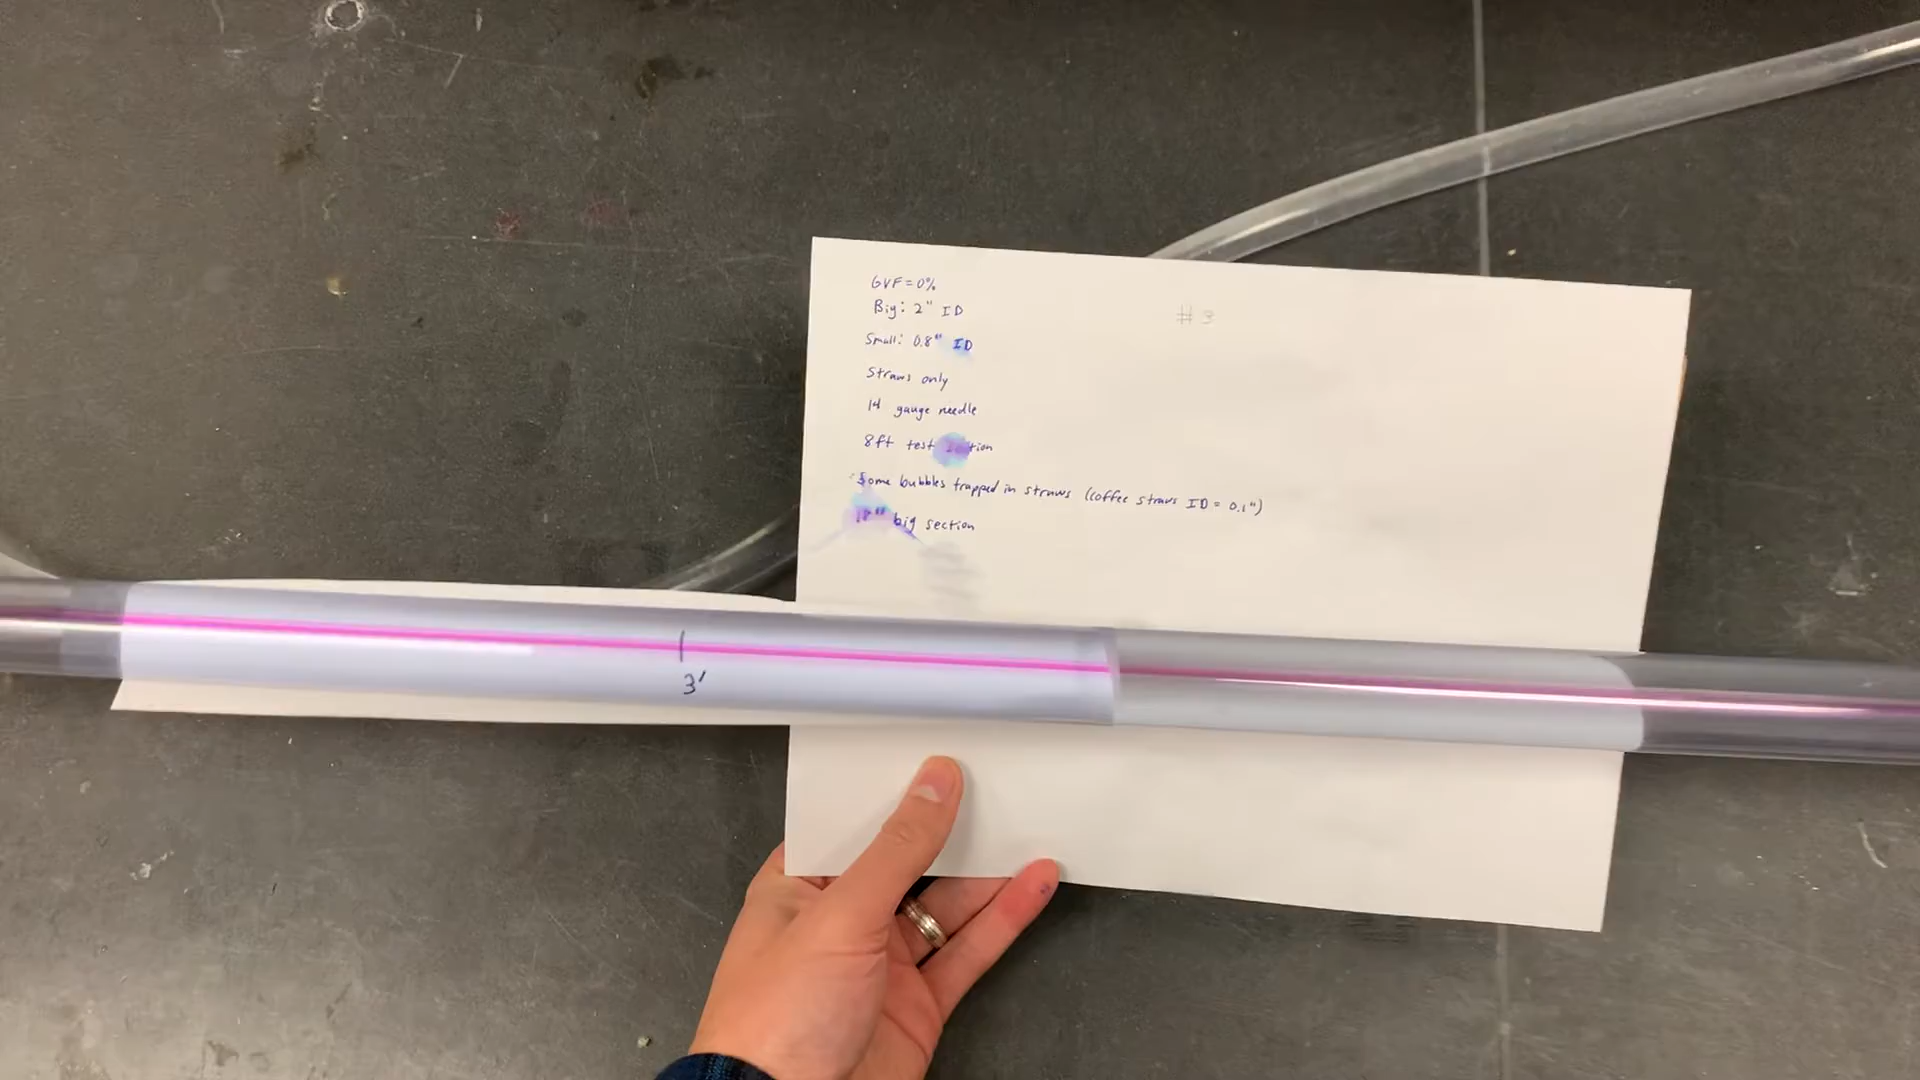 GVF = 0%
# 3
Big: 2" ID
Small: 0.8" ID
Straws only
14 gauge needle
8ft test section
Some bubbles trapped in straws (coffee straws ID = 0.1")
18" big section
3'